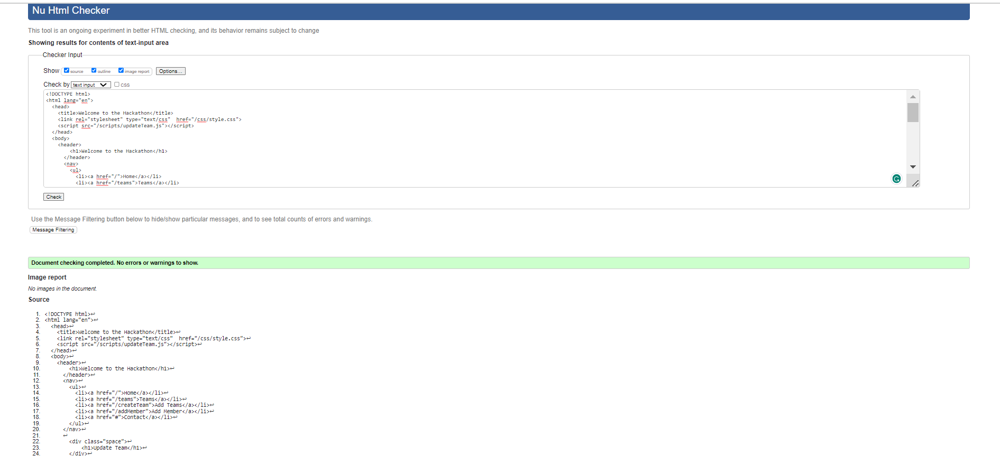 Nu Html Checker
This tool is an ongoing experiment in better HTML checking, and its behavior remains subject to change
Showing results for contents of text-input area
Checker Input
Show source outline image report Options...
Check by text input css
<!DOCTYPE html>
<html lang="en">
<head>
<title>Welcome to the Hackathon</title>
<link rel="stylesheet" type="text/css"  href="/css/style.css">
<script src="/scripts/updateTeam.js"></script>
</head>
<body>
<header>
<h1>Welcome to the Hackathon</h1>
</header>
<nav>
<ul>
<li><a href="/">Home</a></li>
<li><a href="/teams">Teams</a></li>
Check
Use the Message Filtering button below to hide/show particular messages, and to see total counts of errors and warnings.
Message Filtering
Document checking completed. No errors or warnings to show.
Image report
No images in the document.
Source
1. <!DOCTYPE html>↩
2. <html lang="en">↩
3. <head>↩
4. <title>Welcome to the Hackathon</title>↩
5. <link rel="stylesheet" type="text/css"  href="/css/style.css">↩
6. <script src="/scripts/updateTeam.js"></script>↩
7. </head>↩
8. <body>↩
9. <header>↩
10. <h1>Welcome to the Hackathon</h1>↩
11. </header>↩
12. <nav>↩
13. <ul>↩
14. <li><a href="/">Home</a></li>↩
15. <li><a href="/teams">Teams</a></li>↩
16. <li><a href="/createTeam">Add Teams</a></li>↩
17. <li><a href="/addMember">Add Member</a></li>↩
18. <li><a href="#">Contact</a></li>↩
19. </ul>↩
20. </nav>↩
21. ↩
22. <div class="space">↩
23. <h1>Update Team</h1>↩
24. </div>↩